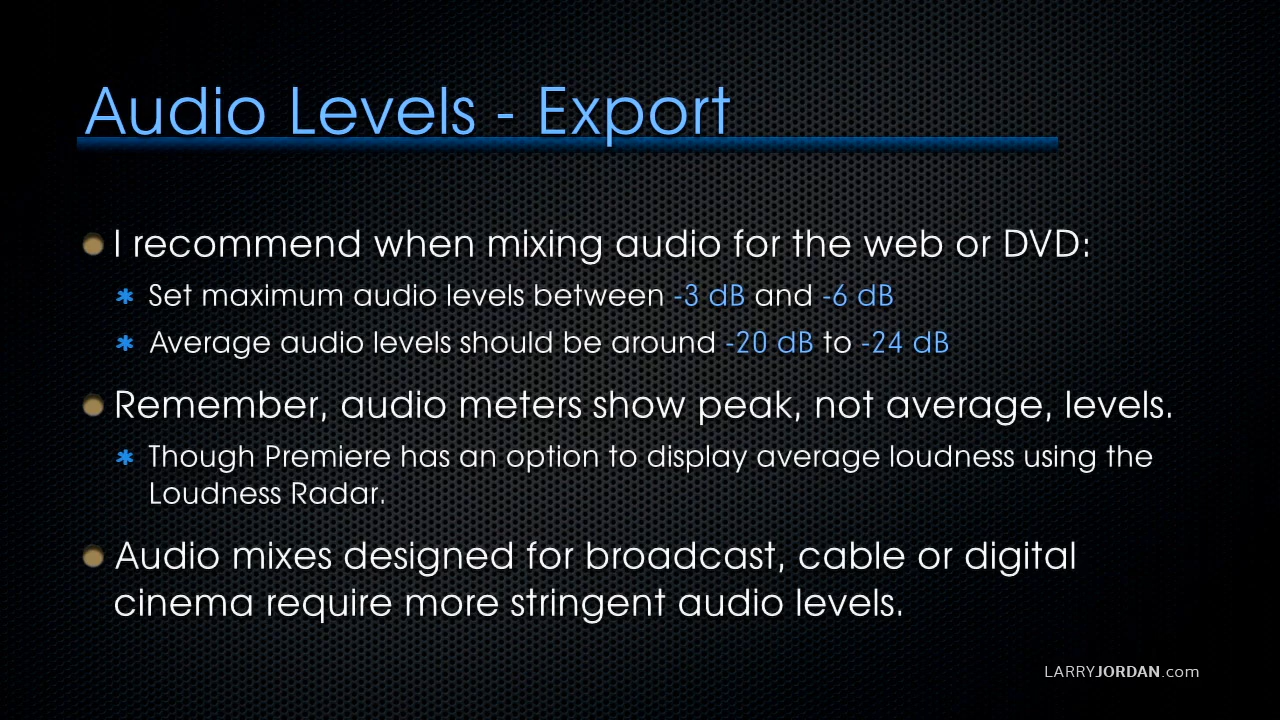 Audio Levels - Export
I recommend when mixing audio for the web or DVD:
Set maximum audio levels between -3 dB and -6 dB
Average audio levels should be around -20 dB to -24 dB
Remember, audio meters show peak, not average, levels.
Though Premiere has an option to display average loudness using the
Loudness Radar.
Audio mixes designed for broadcast, cable or digital
cinema require more stringent audio levels.
LARRYJORDAN.com